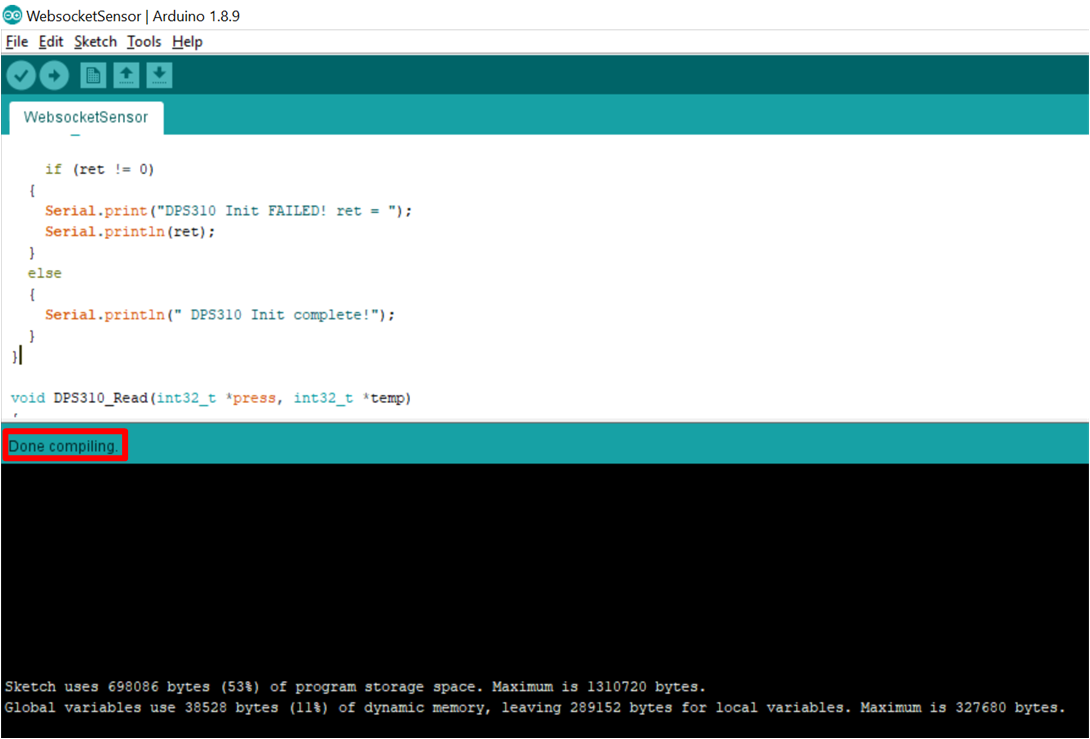 WebsocketSensor | Arduino 1.8.9
File Edit Sketch Tools Help
WebsocketSensor
if (ret != 0)
{
Serial.print("DPS310 Init FAILED! ret = ");
Serial.println(ret);
}
else
{
Serial.println(" DPS310 Init complete!");
}
}
void DPS310_Read(int32_t *press, int32_t *temp)
Done compiling.
Sketch uses 698086 bytes (53%) of program storage space. Maximum is 1310720 bytes.
Global variables use 38528 bytes (11%) of dynamic memory, leaving 289152 bytes for local variables. Maximum is 327680 bytes.